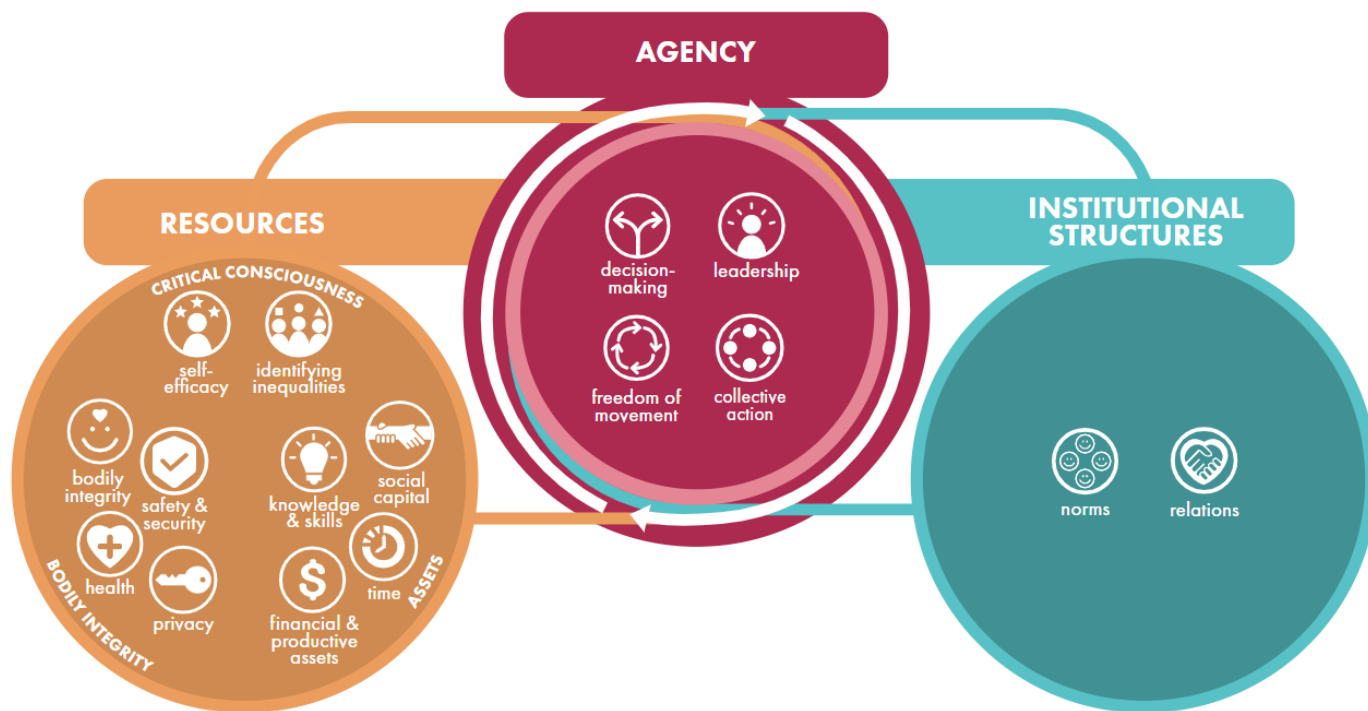 AGENCY
RESOURCES
INSTITUTIONAL
STRUCTURES
decision-
making
leadership
freedom of
movement
collective
action
CRITICAL CONSCIOUSNESS
self-
efficacy
identifying
inequalities
bodily
integrity
safety &
security
knowledge
& skills
social
capital
health
privacy
financial &
productive
assets
time
BODILY INTEGRITY
ASSETS
norms
relations